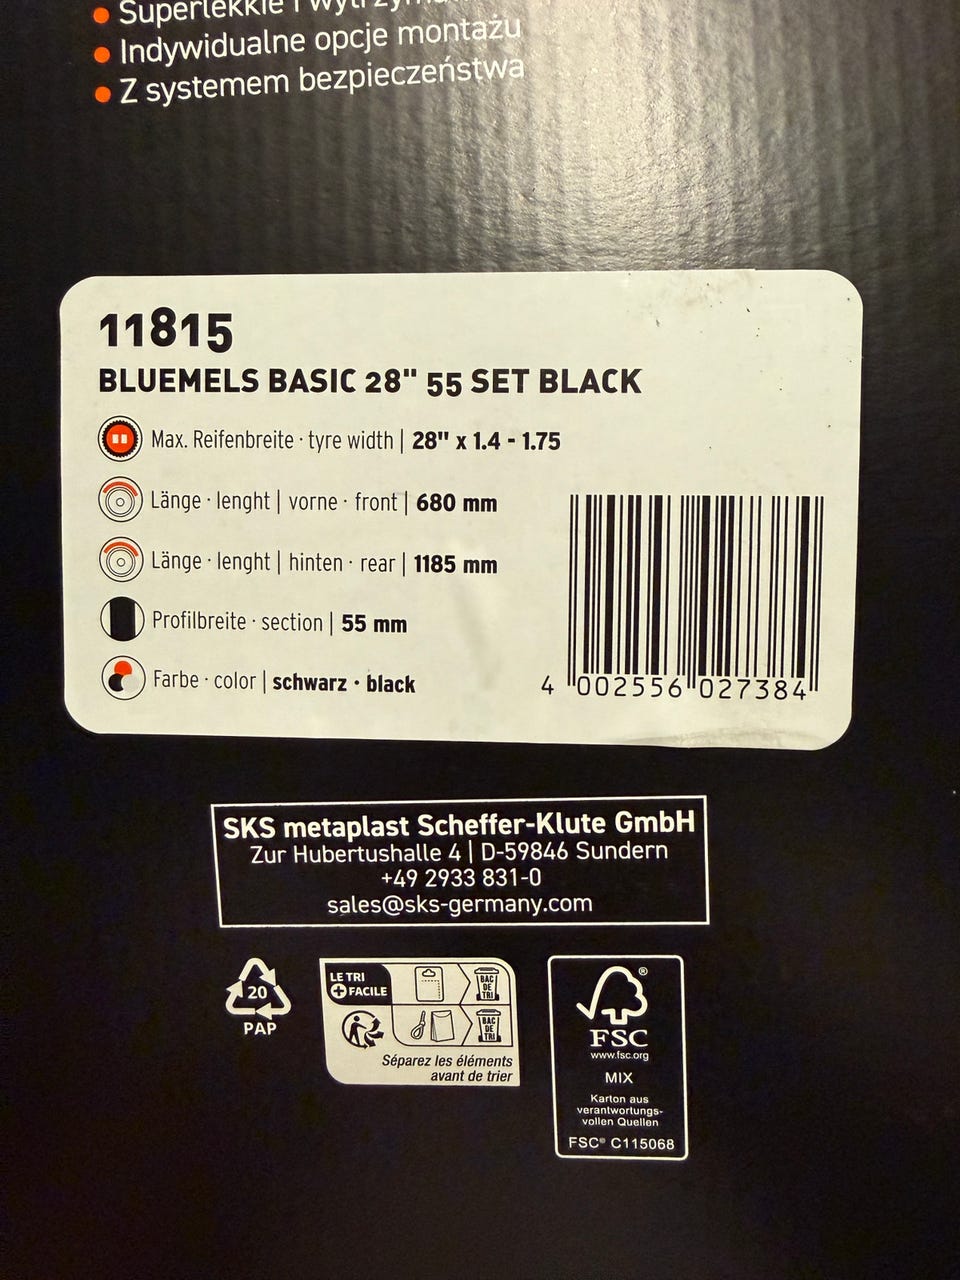 Superlekkie i wytrzyma
Indywidualne opcje montażu
Z systemem bezpieczeństwa
11815
BLUEMELS BASIC 28" 55 SET BLACK
Max. Reifenbreite · tyre width | 28" x 1.4 - 1.75
Länge · lenght | vorne · front | 680 mm
Länge · lenght | hinten · rear | 1185 mm
Profilbreite · section | 55 mm
Farbe · color | schwarz · black
4 002556 027384
SKS metaplast Scheffer-Klute GmbH
Zur Hubertushalle 4 | D-59846 Sundern
+49 2933 831-0
sales@sks-germany.com
20
PAP
LE TRI
+ FACILE
BAC
DE
TRI
BAC
DE
TRI
Séparez les éléments
avant de trier
®
FSC
www.fsc.org
MIX
Karton aus
verantwortungs-
vollen Quellen
FSC® C115068